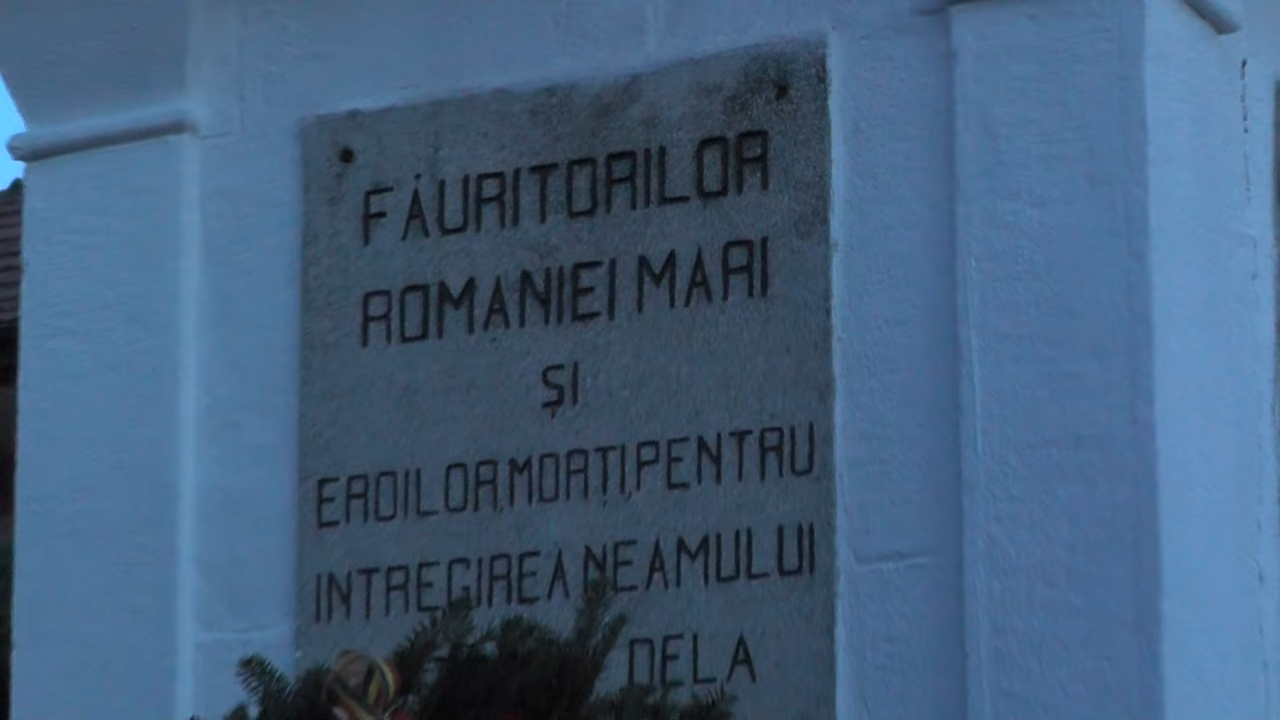 FĂURITORILOR
ROMANIEI MARI
ȘI
EROILOR,MORȚI,PENTRU
INTREGIREA NEAMULUI
DELA